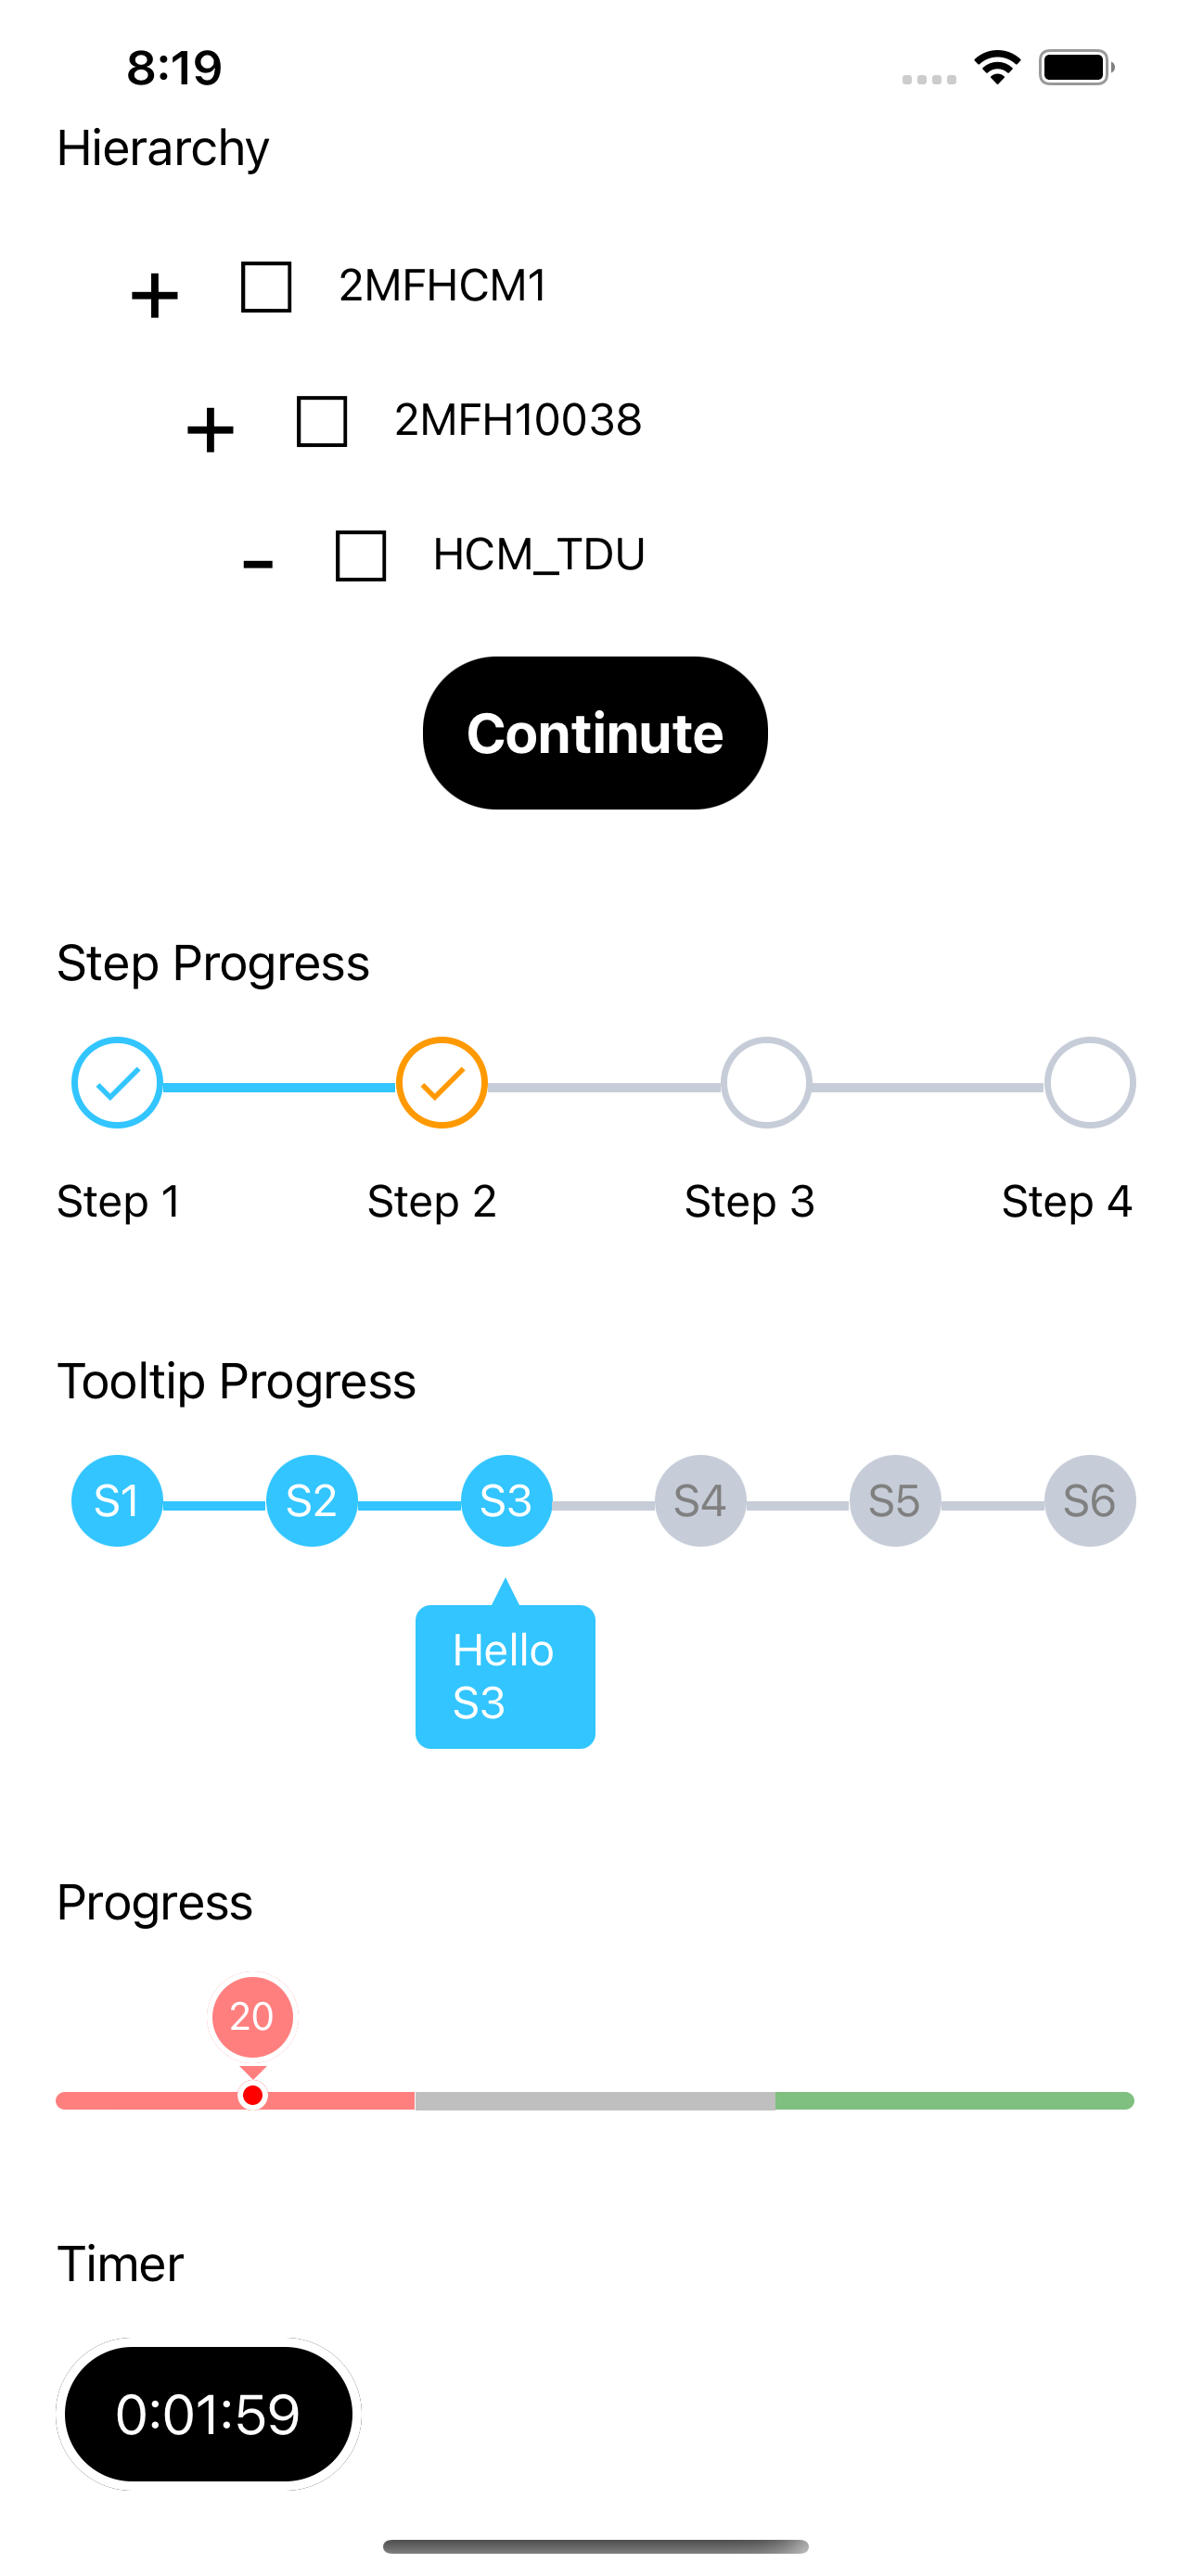 8:19
Hierarchy
+ 2MFHCM1
+ 2MFH10038
- HCM_TDU
Continute
Step Progress
Step 1 Step 2 Step 3 Step 4
Tooltip Progress
S1 S2 S3 S4 S5 S6
Hello
S3
Progress
20
Timer
0:01:59